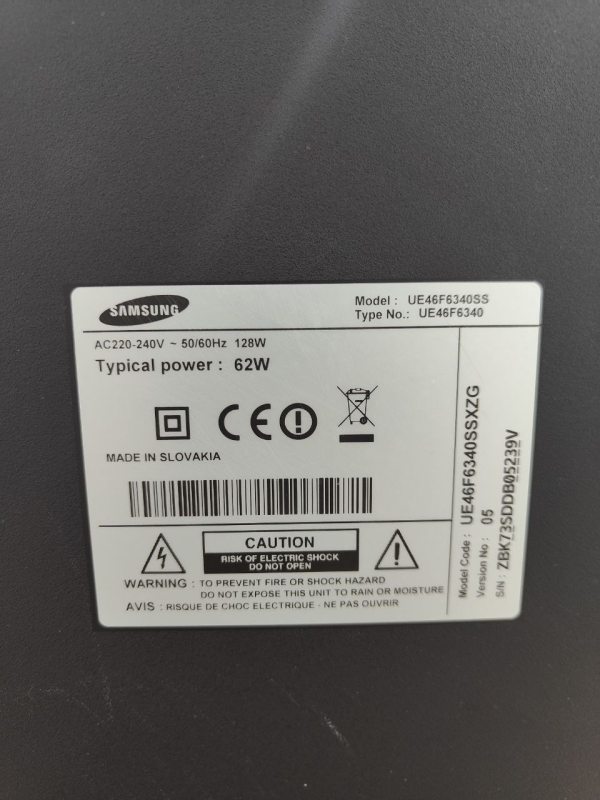 SAMSUNG
Model : UE46F6340SS
Type No.: UE46F6340
AC220-240V ~ 50/60Hz 128W
Typical power : 62W
CE
MADE IN SLOVAKIA
CAUTION
RISK OF ELECTRIC SHOCK
DO NOT OPEN
WARNING : TO PREVENT FIRE OR SHOCK HAZARD
DO NOT EXPOSE THIS UNIT TO RAIN OR MOISTURE
AVIS : RISQUE DE CHOC ELECTRIQUE - NE PAS OUVRIR
Model Code : UE46F6340SSXZG
Version No : 05
S/N : ZBK73SDDB05239V